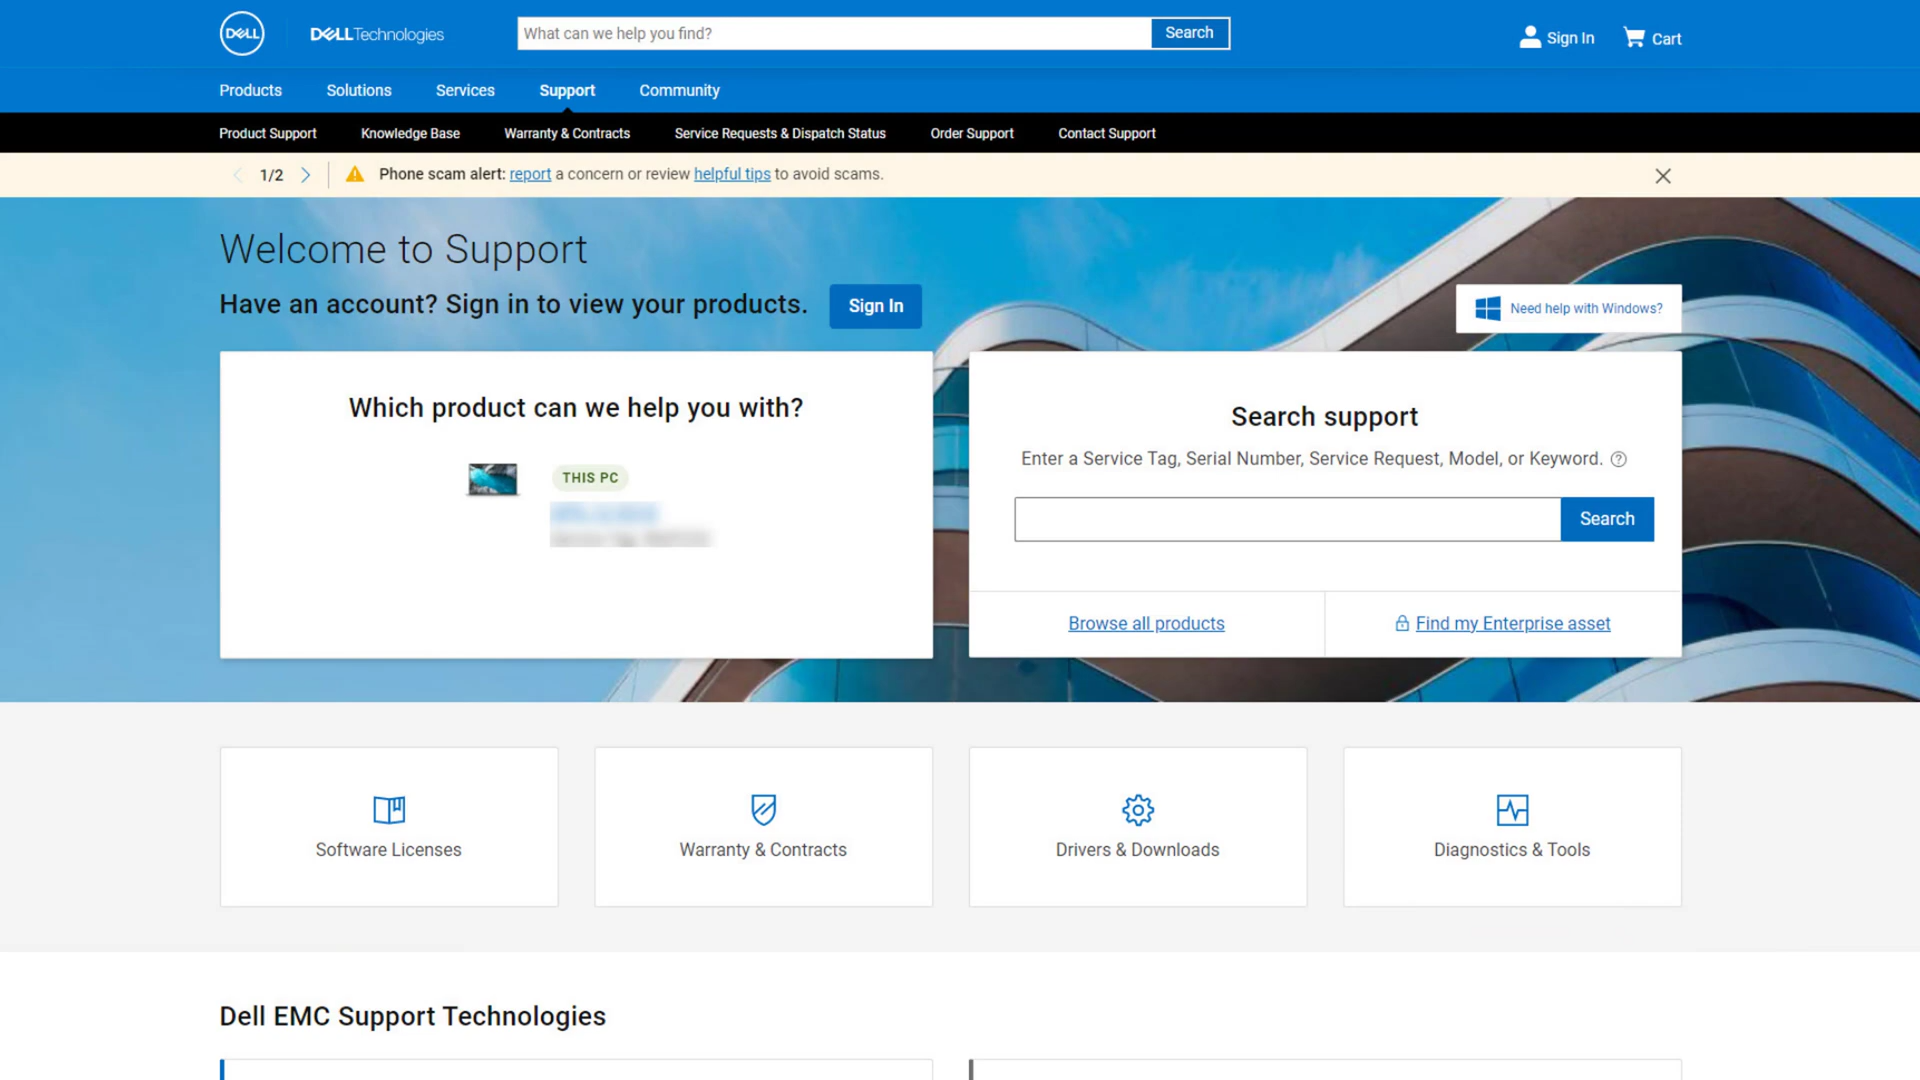 DELL
DELLTechnologies
What can we help you find?
Search
Sign In
Cart
Products
Solutions
Services
Support
Community
Product Support
Knowledge Base
Warranty & Contracts
Service Requests & Dispatch Status
Order Support
Contact Support
1/2
Phone scam alert: report a concern or review helpful tips to avoid scams.
Welcome to Support
Have an account? Sign in to view your products.
Sign In
Need help with Windows?
Which product can we help you with?
THIS PC
Search support
Enter a Service Tag, Serial Number, Service Request, Model, or Keyword.
Search
Browse all products
Find my Enterprise asset
Software Licenses
Warranty & Contracts
Drivers & Downloads
Diagnostics & Tools
Dell EMC Support Technologies